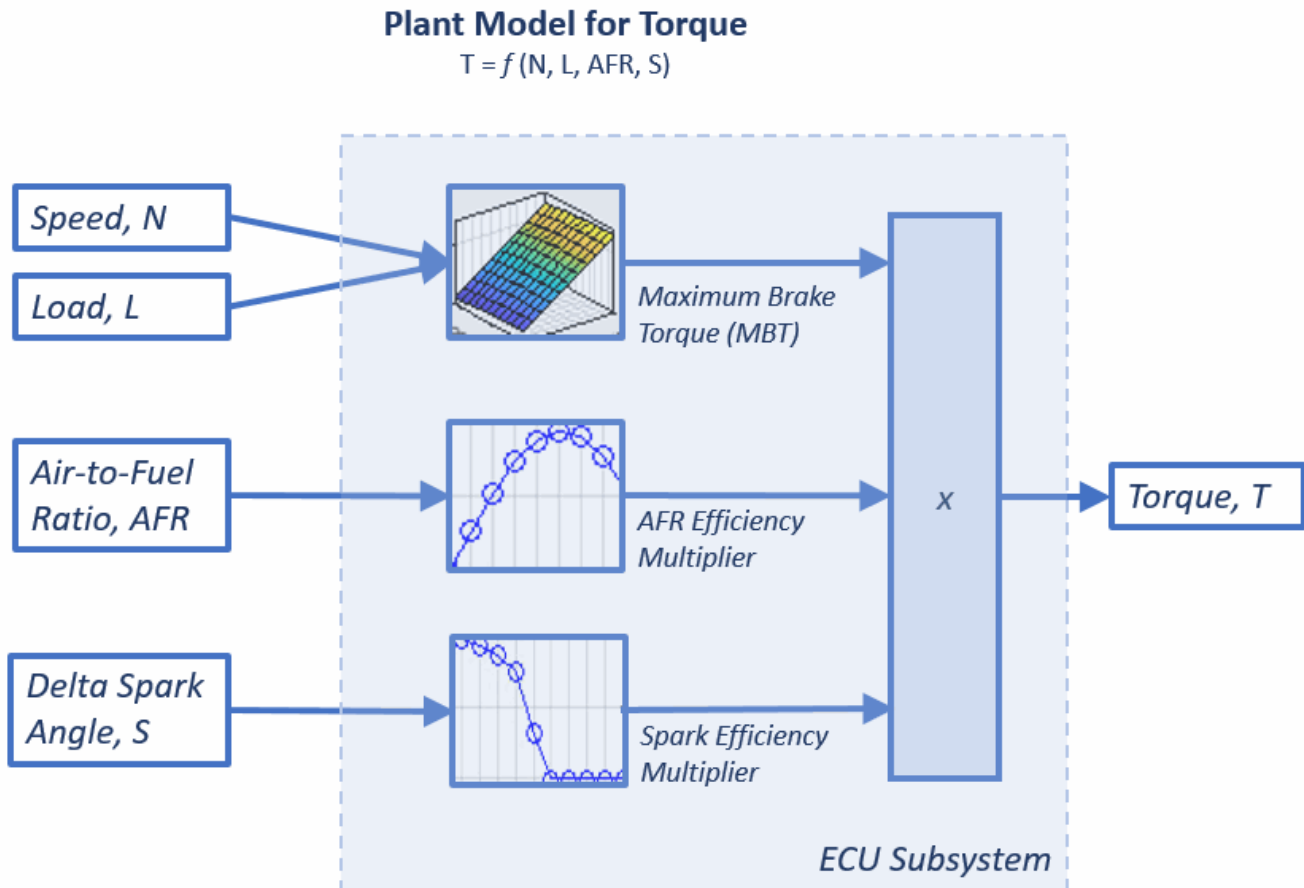 Plant Model for Torque
T = f (N, L, AFR, S)
Speed, N
Load, L
Maximum Brake
Torque (MBT)
Air-to-Fuel
Ratio, AFR
AFR Efficiency
Multiplier
x
Torque, T
Delta Spark
Angle, S
Spark Efficiency
Multiplier
ECU Subsystem